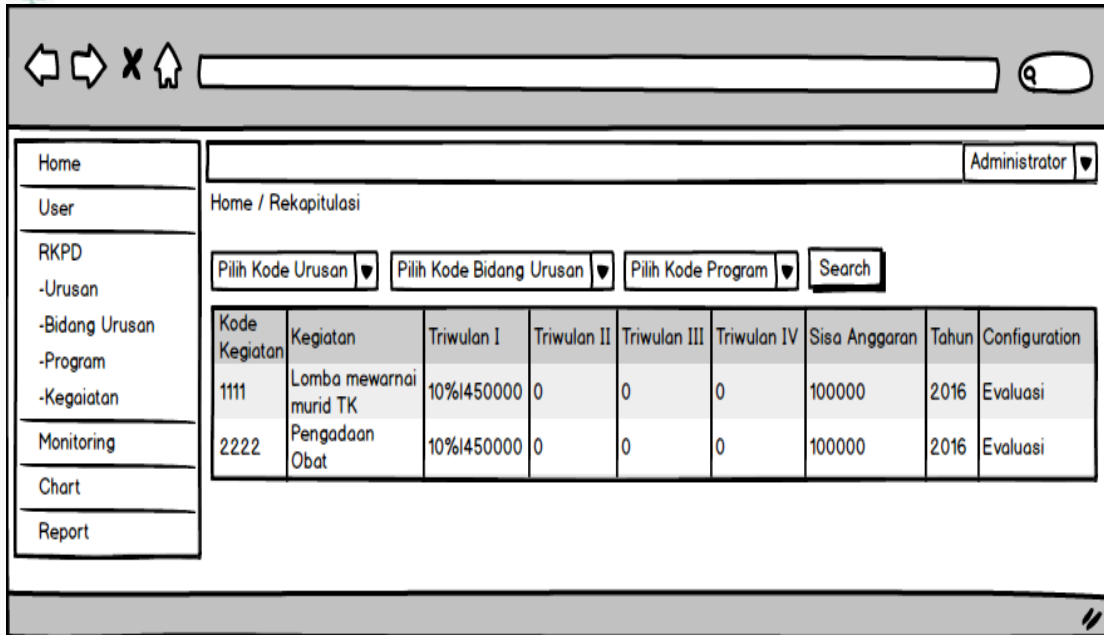 Administrator
Home
User
RKPD
-Urusan
-Bidang Urusan
-Program
-Kegaiatan
Monitoring
Chart
Report
Home / Rekapitulasi
Pilih Kode Urusan Pilih Kode Bidang Urusan Pilih Kode Program Search
Kode Kegiatan Kegiatan Triwulan I Triwulan II Triwulan III Triwulan IV Sisa Anggaran Tahun Configuration
1111 Lomba mewarnai murid TK 10%|450000 0 0 0 100000 2016 Evaluasi
2222 Pengadaan Obat 10%|450000 0 0 0 100000 2016 Evaluasi